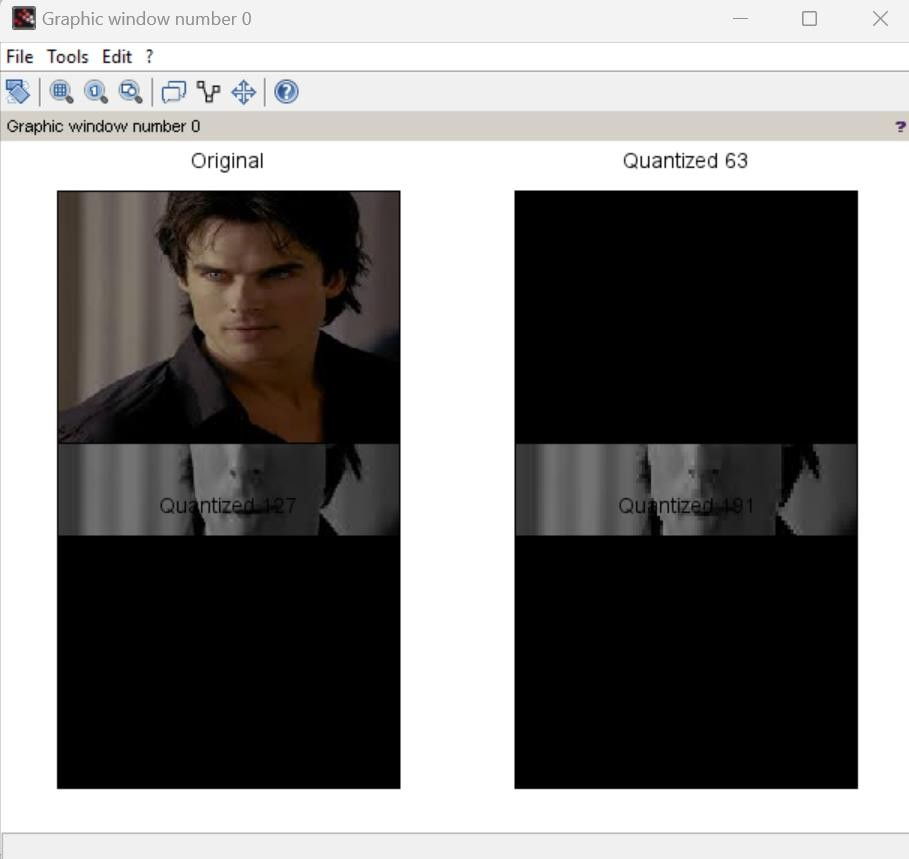 Graphic window number 0
File Tools Edit ?
Graphic window number 0 ?
Original
Quantized 63
Quantized 127
Quantized 191